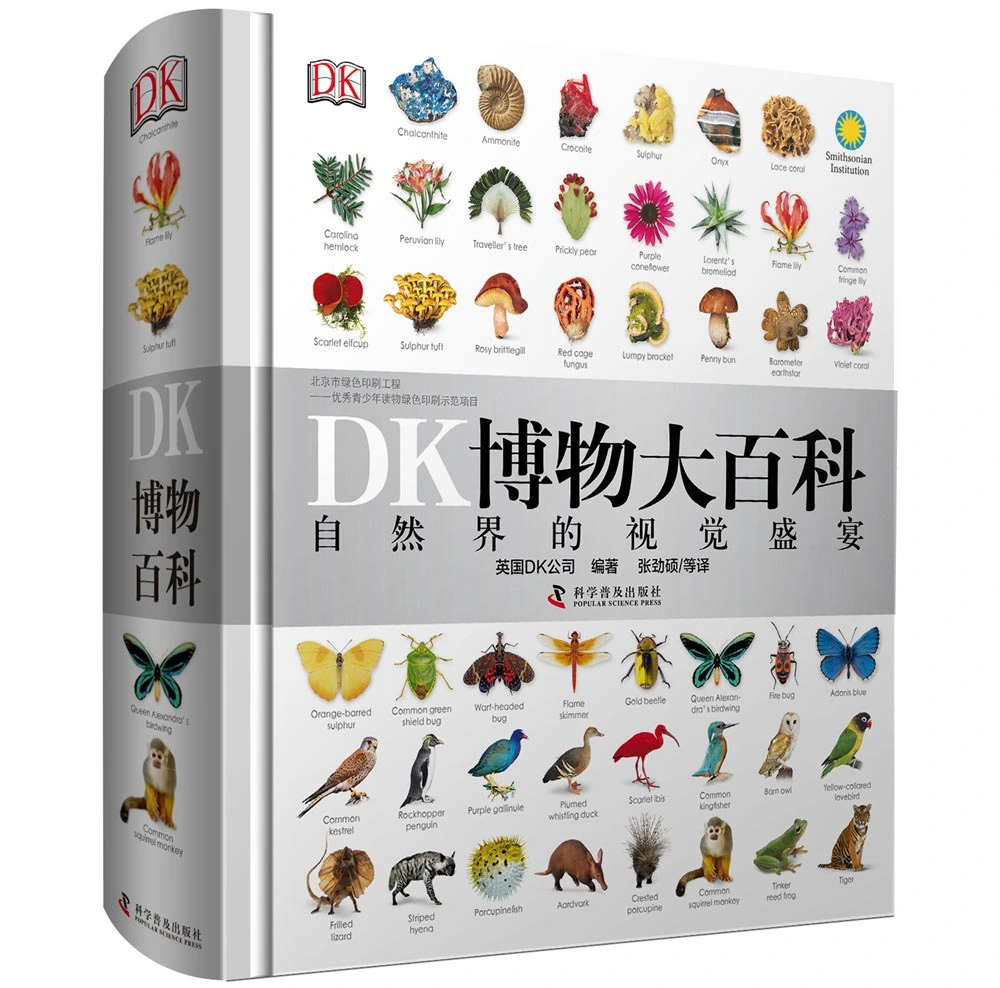 DK
Chalcanthite
Flame lily
Sulphur tuft
DK
博物
百科
Queen Alexandra's
birdwing
Common
squirrel monkey
科学普及出版社
POPULAR SCIENCE PRESS
DK
Chalcanthite
Ammonite
Crocoite
Sulphur
Onyx
Lace coral
Smithsonian
Institution
Carolina
hemlock
Peruvian lily
Traveller's tree
Prickly pear
Purple
coneflower
Lorentz's
bromeliad
Flame lily
Common
fringe lily
Scarlet elfcup
Sulphur tuft
Rosy brittlegill
Red cage
fungus
Lumpy bracket
Penny bun
Barometer
earthstar
Violet coral
北京市绿色印刷工程
——优秀青少年读物绿色印刷示范项目
DK博物大百科
自然界的视觉盛宴
英国DK公司 编著 张劲硕/等译
科学普及出版社
POPULAR SCIENCE PRESS
Orange-barred
sulphur
Common green
shield bug
Wart-headed
bug
Flame
skimmer
Gold beetle
Queen Alexan-
dra's birdwing
Fire bug
Adonis blue
Common
kestrel
Rockhopper
penguin
Purple gallinule
Plumed
whistling duck
Scarlet ibis
Common
kingfisher
Barn owl
Yellow-collared
lovebird
Frilled
lizard
Striped
hyena
Porcupinefish
Aardvark
Crested
porcupine
Common
squirrel monkey
Tinker
reed frog
Tiger